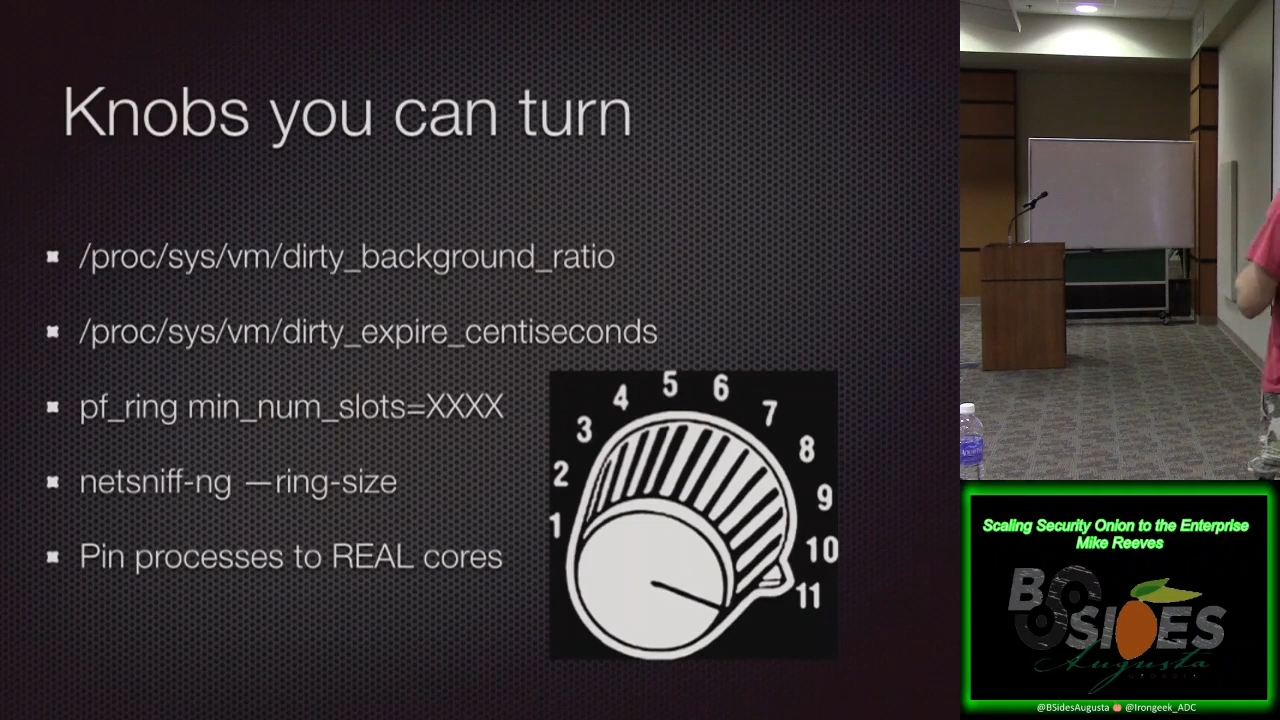 Knobs you can turn
/proc/sys/vm/dirty_background_ratio
/proc/sys/vm/dirty_expire_centiseconds
pf_ring min_num_slots=XXXX
netsniff-ng —ring-size
Pin processes to REAL cores
1
2
3
4
5
6
7
8
9
10
11
Scaling Security Onion to the Enterprise
Mike Reeves
BSIDES
Augusta
GEORGIA
@BSidesAugusta @Irongeek_ADC